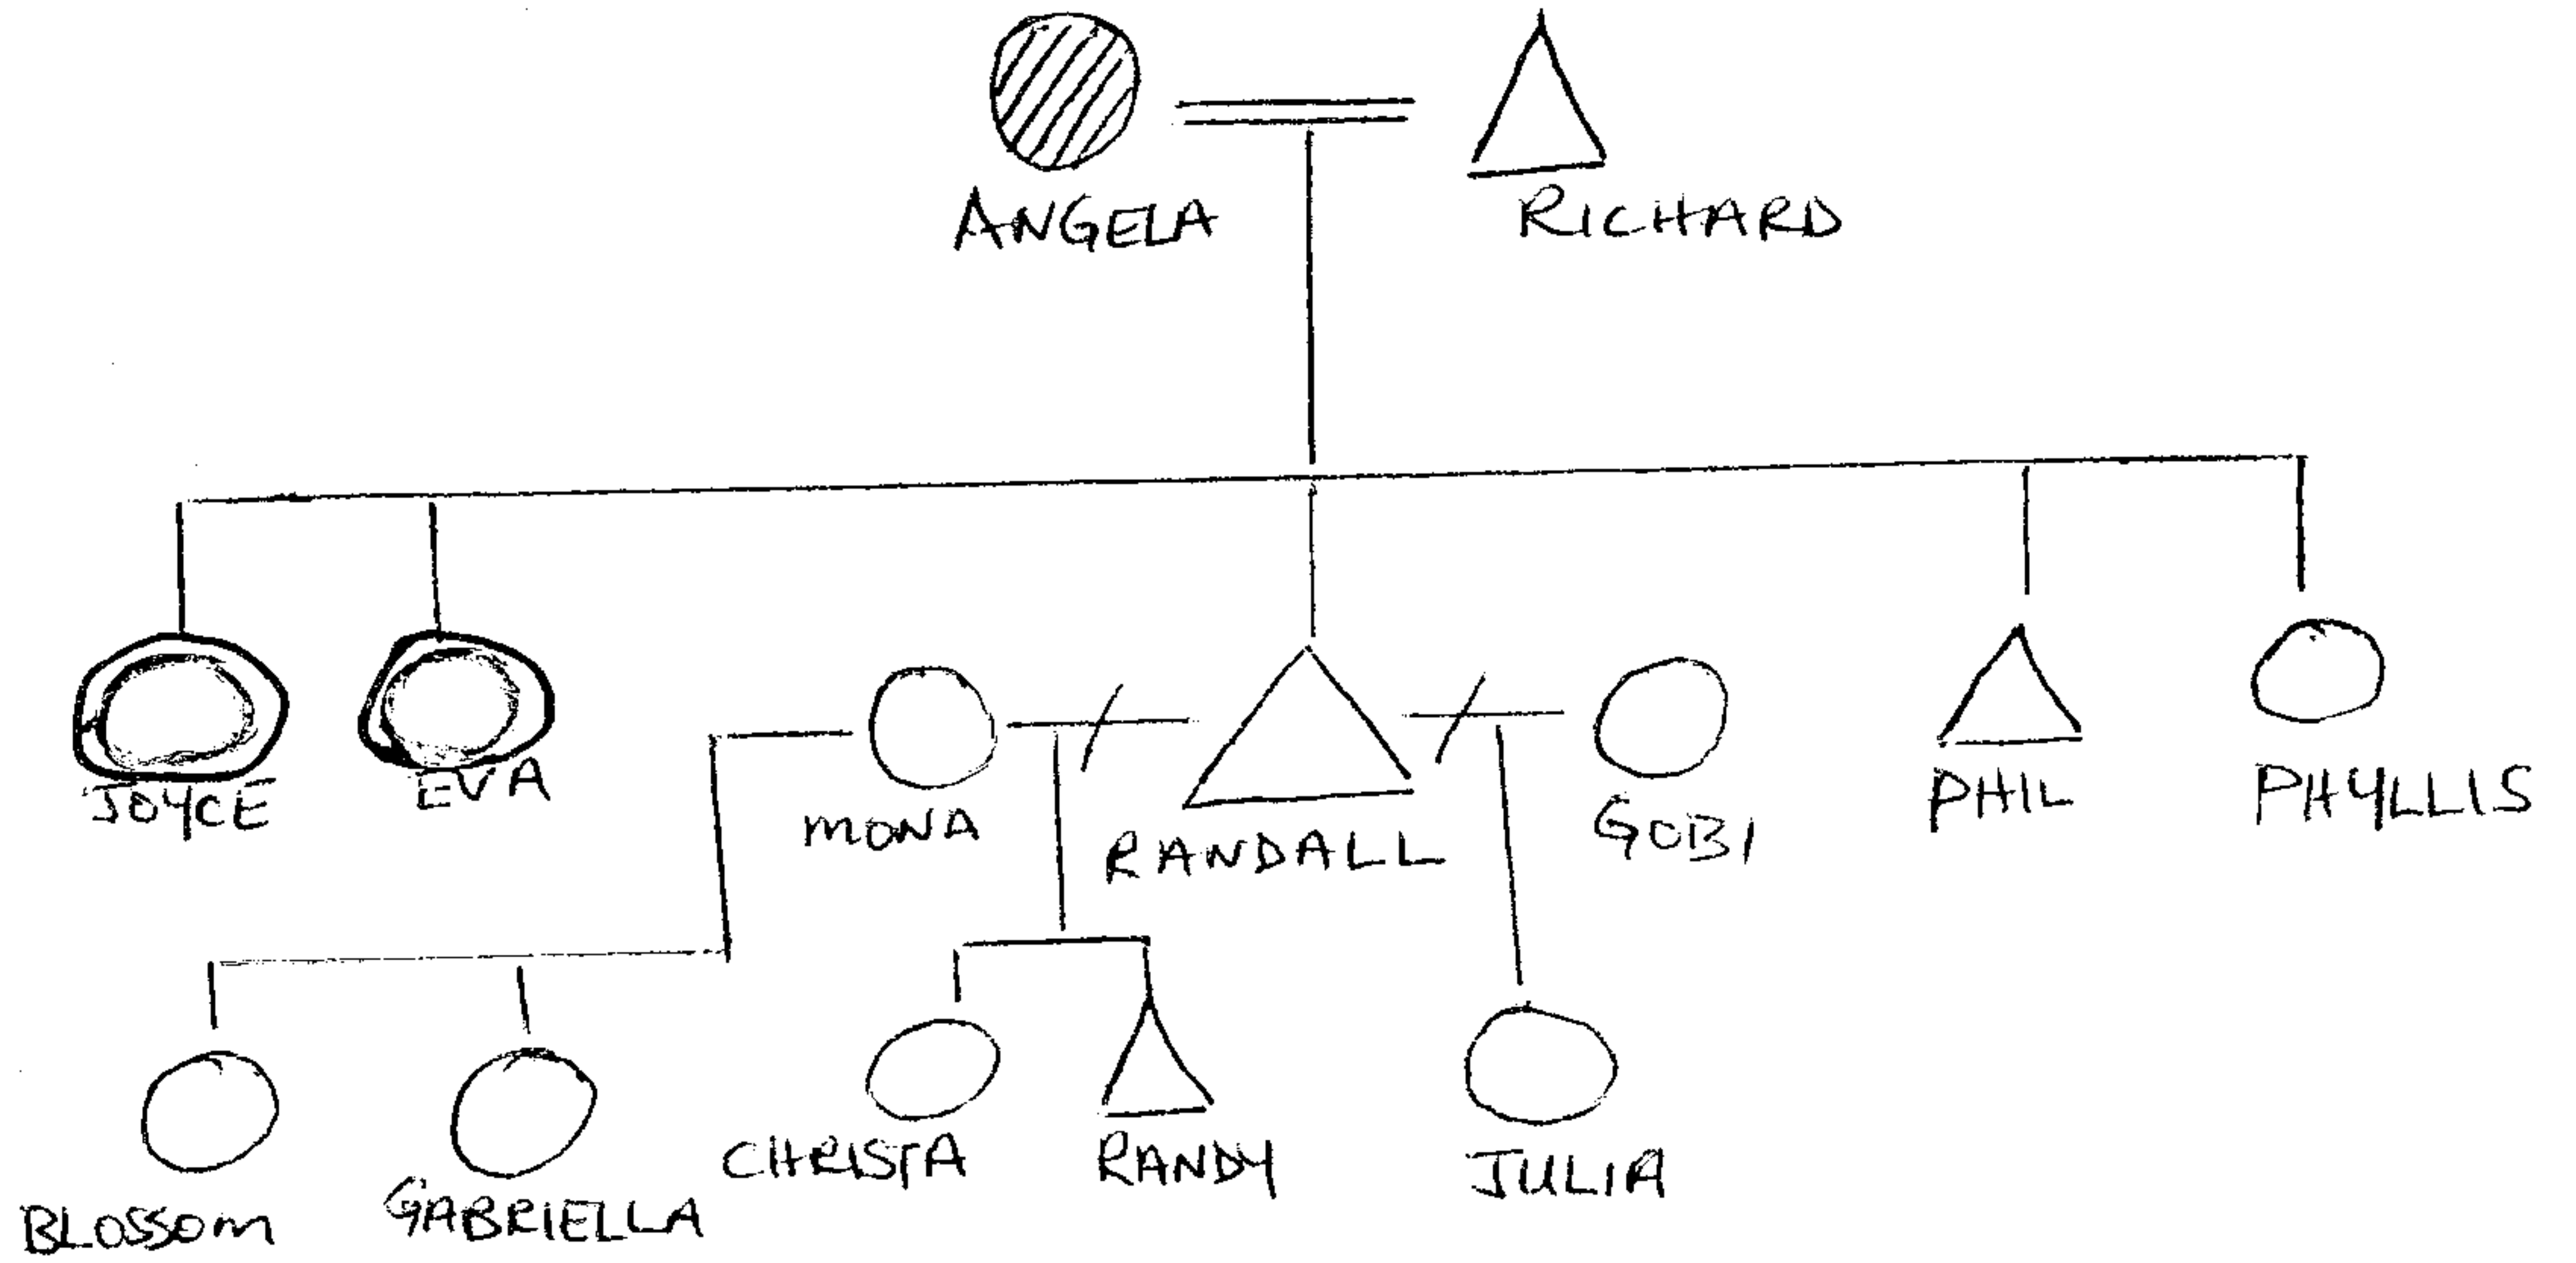 ANGELA
RICHARD
JOYCE
EVA
MONA
RANDALL
GOBI
PHIL
PHYLLIS
BLOSSOM
GABRIELLA
CHRISTA
RANDY
JULIA